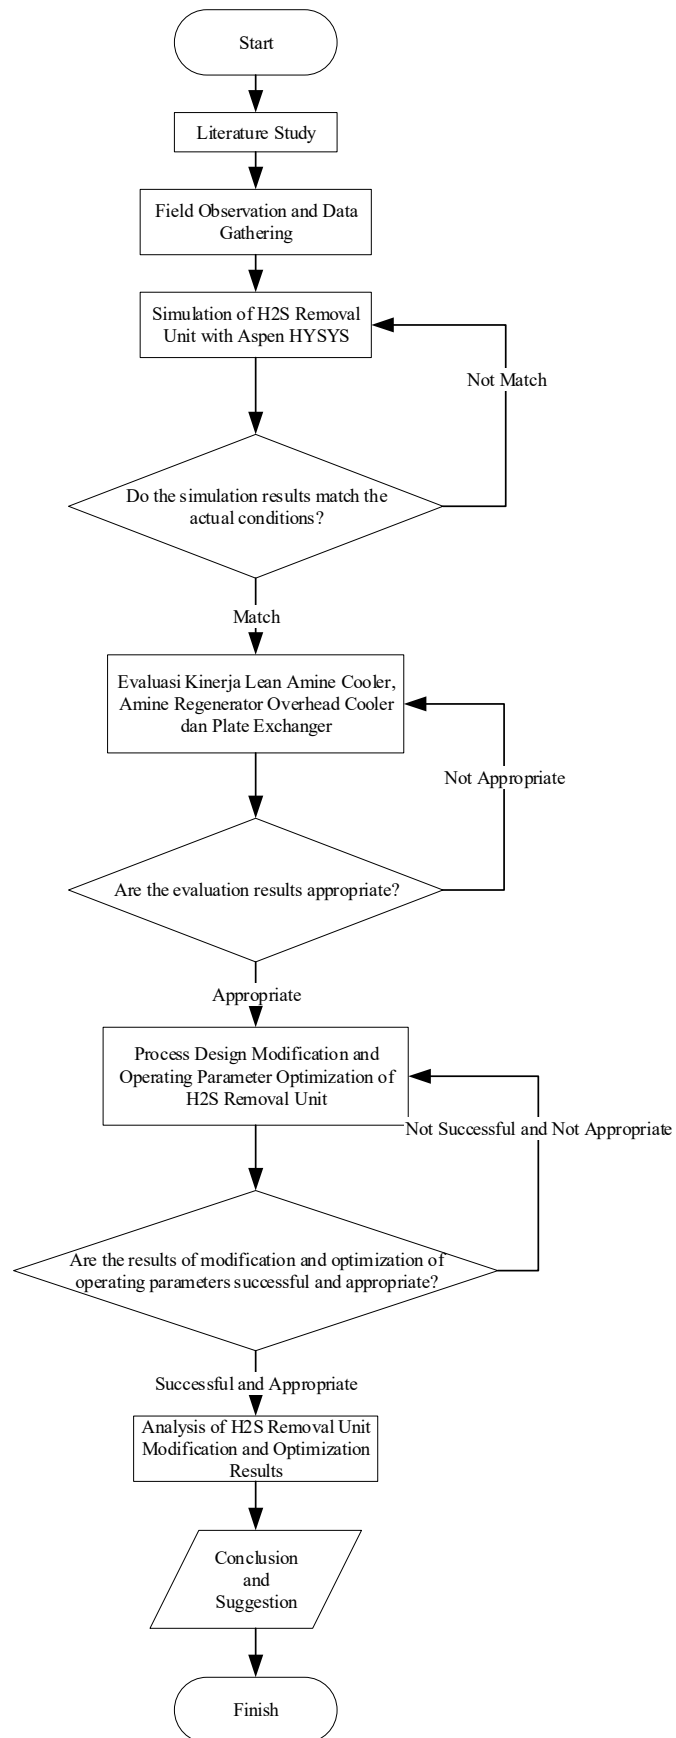 Start
Literature Study
Field Observation and Data
Gathering
Simulation of H2S Removal
Unit with Aspen HYSYS
Not Match
Do the simulation results match the
actual conditions?
Match
Evaluasi Kinerja Lean Amine Cooler,
Amine Regenerator Overhead Cooler
dan Plate Exchanger
Not Appropriate
Are the evaluation results appropriate?
Appropriate
Process Design Modification and
Operating Parameter Optimization of
H2S Removal Unit
Not Successful and Not Appropriate
Are the results of modification and optimization of
operating parameters successful and appropriate?
Successful and Appropriate
Analysis of H2S Removal Unit
Modification and Optimization
Results
Conclusion
and
Suggestion
Finish